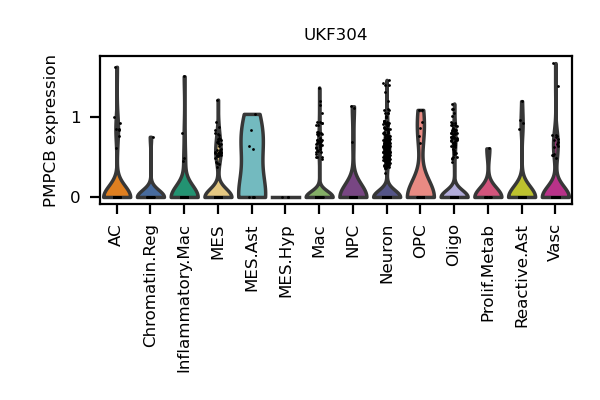 UKF304
PMPCB expression
1
0
AC
Chromatin.Reg
Inflammatory.Mac
MES
MES.Ast
MES.Hyp
Mac
NPC
Neuron
OPC
Oligo
Prolif.Metab
Reactive.Ast
Vasc